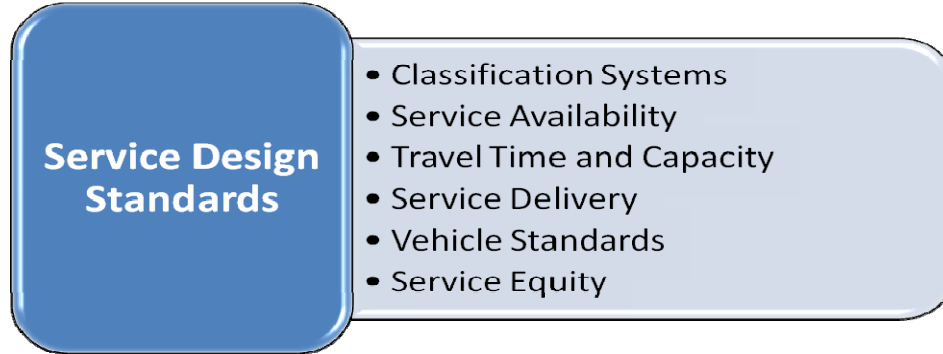 Service Design
Standards
• Classification Systems
• Service Availability
• Travel Time and Capacity
• Service Delivery
• Vehicle Standards
• Service Equity